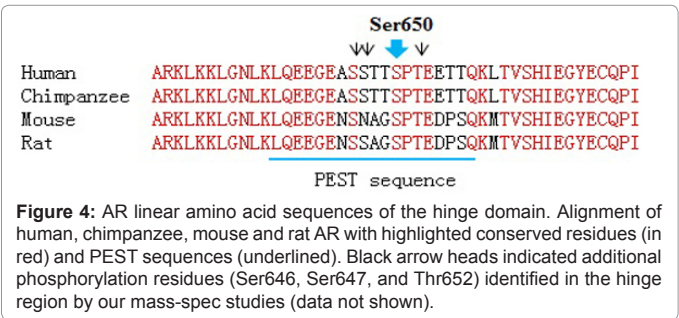 Ser650
Human ARKLKKLGNLKLQEEGEASSTTSPTEETTQKLTVSHIEGYECQPI
Chimpanzee ARKLKKLGNLKLQEEGEASSTTSPTEETTQKLTVSHIEGYECQPI
Mouse ARKLKKLGNLKLQEEGENSNAGSPTEDPSQKMTVSHIEGYECQPI
Rat ARKLKKLGNLKLQEEGENSSAGSPTEDPSQKMTVSHIEGYECQPI
PEST sequence
Figure 4: AR linear amino acid sequences of the hinge domain. Alignment of
human, chimpanzee, mouse and rat AR with highlighted conserved residues (in
red) and PEST sequences (underlined). Black arrow heads indicated additional
phosphorylation residues (Ser646, Ser647, and Thr652) identified in the hinge
region by our mass-spec studies (data not shown).